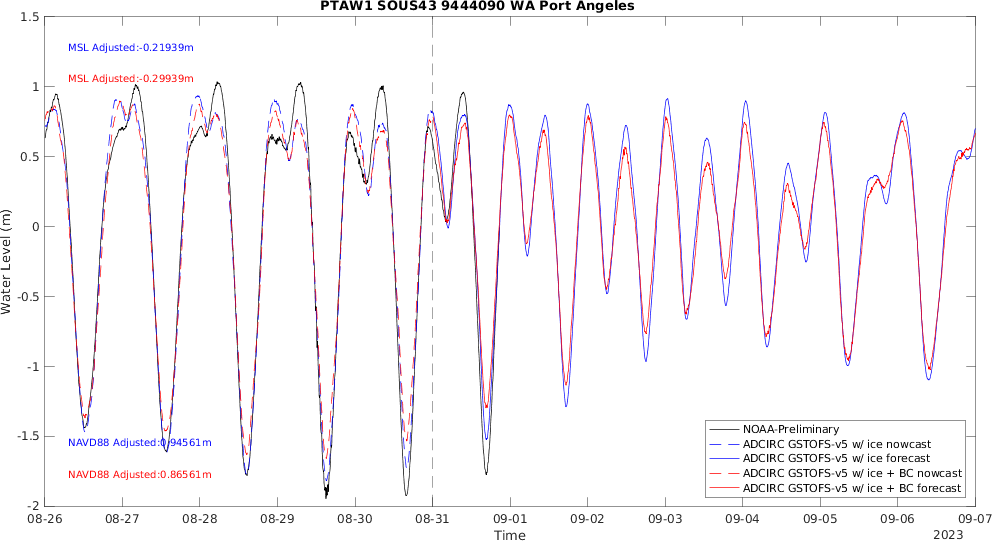 PTAW1 SOUS43 9444090 WA Port Angeles
1.5
1
0.5
0
-0.5
-1
-1.5
-2
Water Level (m)
MSL Adjusted:-0.21939m
MSL Adjusted:-0.29939m
NAVD88 Adjusted:0.94561m
NAVD88 Adjusted:0.86561m
NOAA-Preliminary
ADCIRC GSTOFS-v5 w/ ice nowcast
ADCIRC GSTOFS-v5 w/ ice forecast
ADCIRC GSTOFS-v5 w/ ice + BC nowcast
ADCIRC GSTOFS-v5 w/ ice + BC forecast
08-26 08-27 08-28 08-29 08-30 08-31 09-01 09-02 09-03 09-04 09-05 09-06 09-07
Time
2023